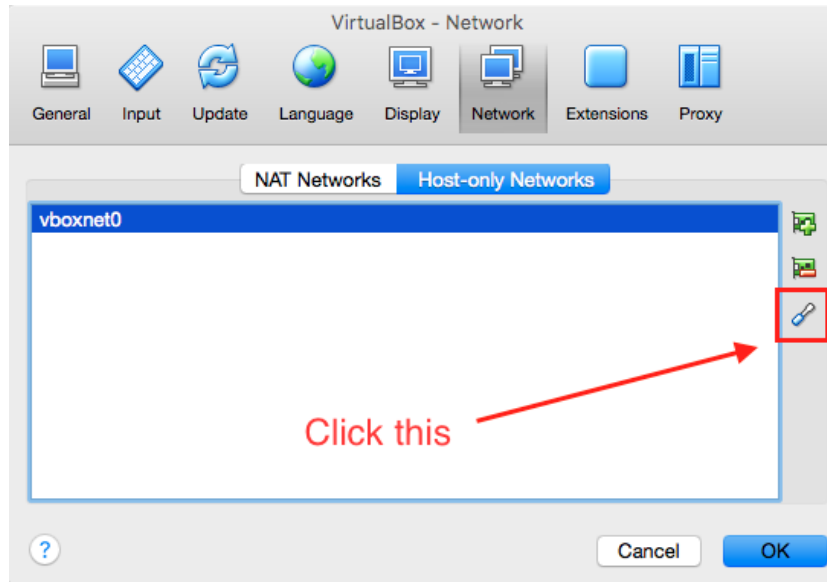 VirtualBox - Network
General Input Update Language Display Network Extensions Proxy
NAT Networks Host-only Networks
vboxnet0
Click this
? Cancel OK